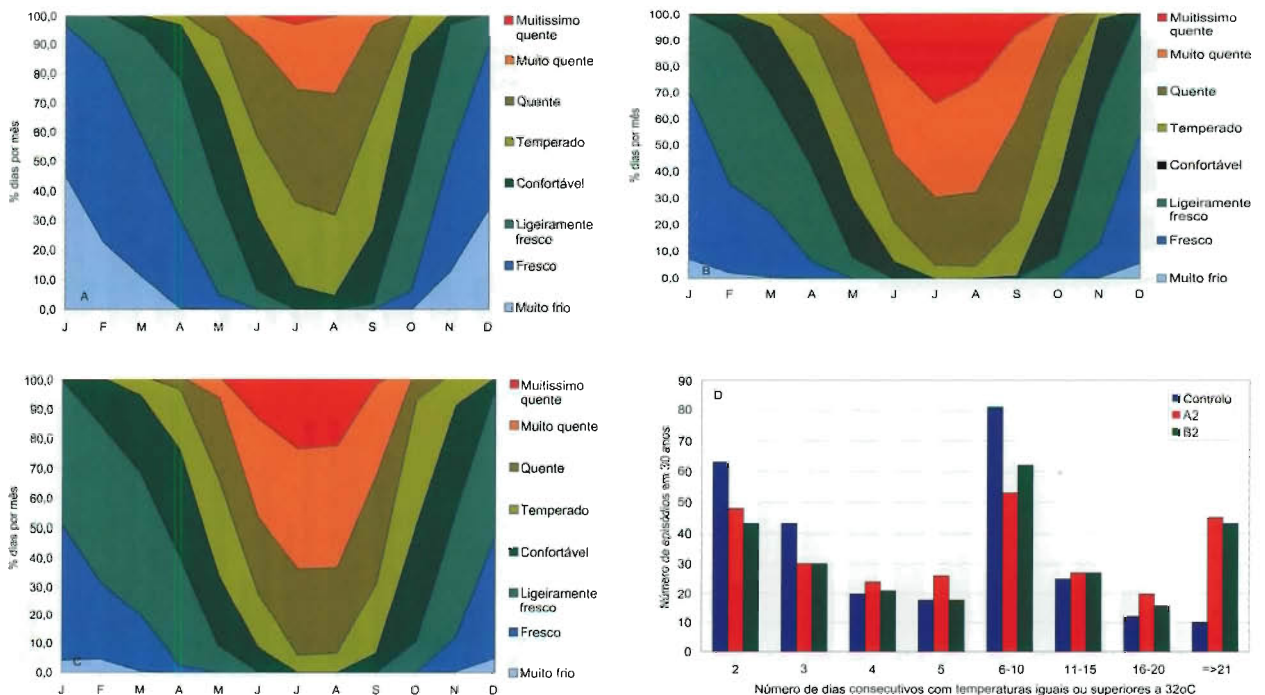 100,0
90,0
80,0
70,0
60,0
50,0
40,0
30,0
20,0
10,0
0,0
% dias por mês
A
J F M A M J J A S O N D
Muitissimo
quente
Muito quente
Quente
Temperado
Confortável
Ligeiramente
fresco
Fresco
Muito frio
100,0
90,0
80,0
70,0
60,0
50,0
40,0
30,0
20,0
10,0
0,0
% dias por mês
B
J F M A M J J A S O N D
Muitissimo
quente
Muito quente
Quente
Temperado
Confortável
Ligeiramente
fresco
Fresco
Muito frio
100,0
90,0
80,0
70,0
60,0
50,0
40,0
30,0
20,0
10,0
0,0
% dias por mês
C
J F M A M J J A S O N D
Muitissimo
quente
Muito quente
Quente
Temperado
Confortável
Ligeiramente
fresco
Fresco
Muito frio
90
80
70
60
50
40
30
20
10
0
Número de episódios em 30 anos
D
Controlo
A2
B2
2 3 4 5 6-10 11-15 16-20 =>21
Número de dias consecutivos com temperaturas iguais ou superiores a 32oC